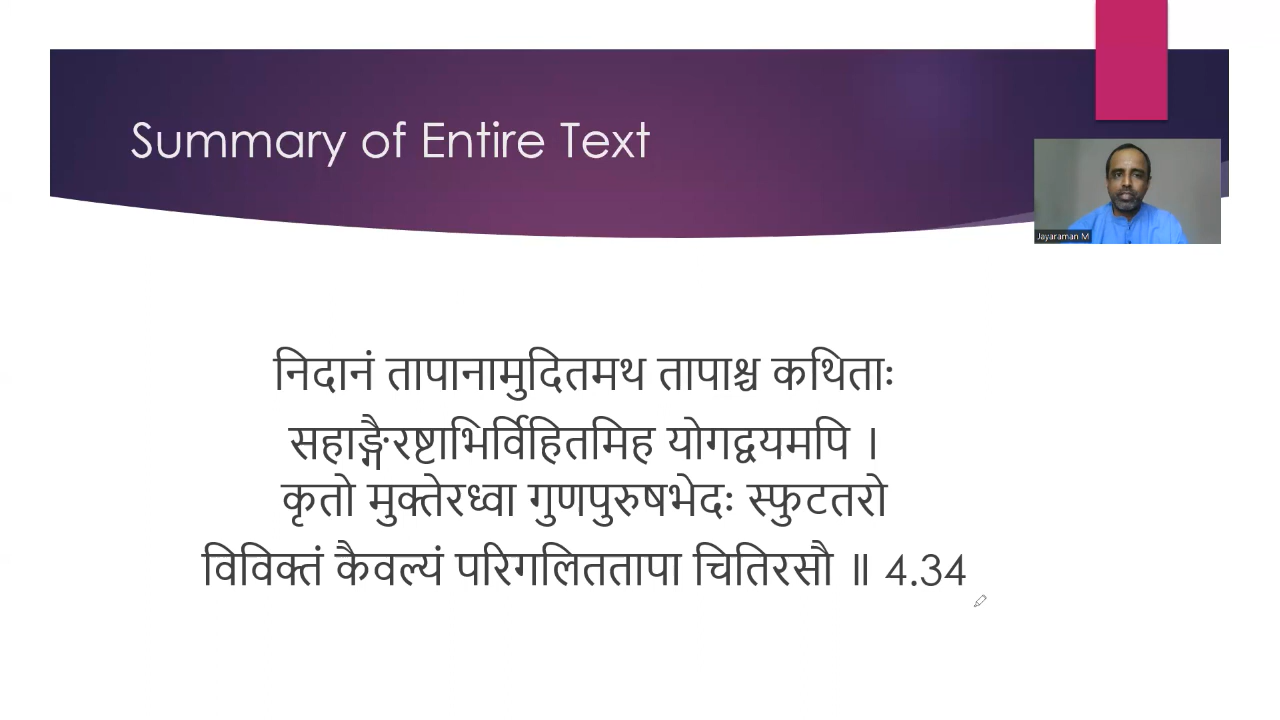 Summary of Entire Text
Jayaraman M
निदानं तापानामुदितमथ तापाश्च कथिताः
सहाङ्गैरष्टाभिर्विहितमिह योगद्वयमपि ।
कृतो मुक्तेरध्वा गुणपुरुषभेदः स्फुटतरो
विविक्तं कैवल्यं परिगलिततापा चितिरसौ ॥ 4.34